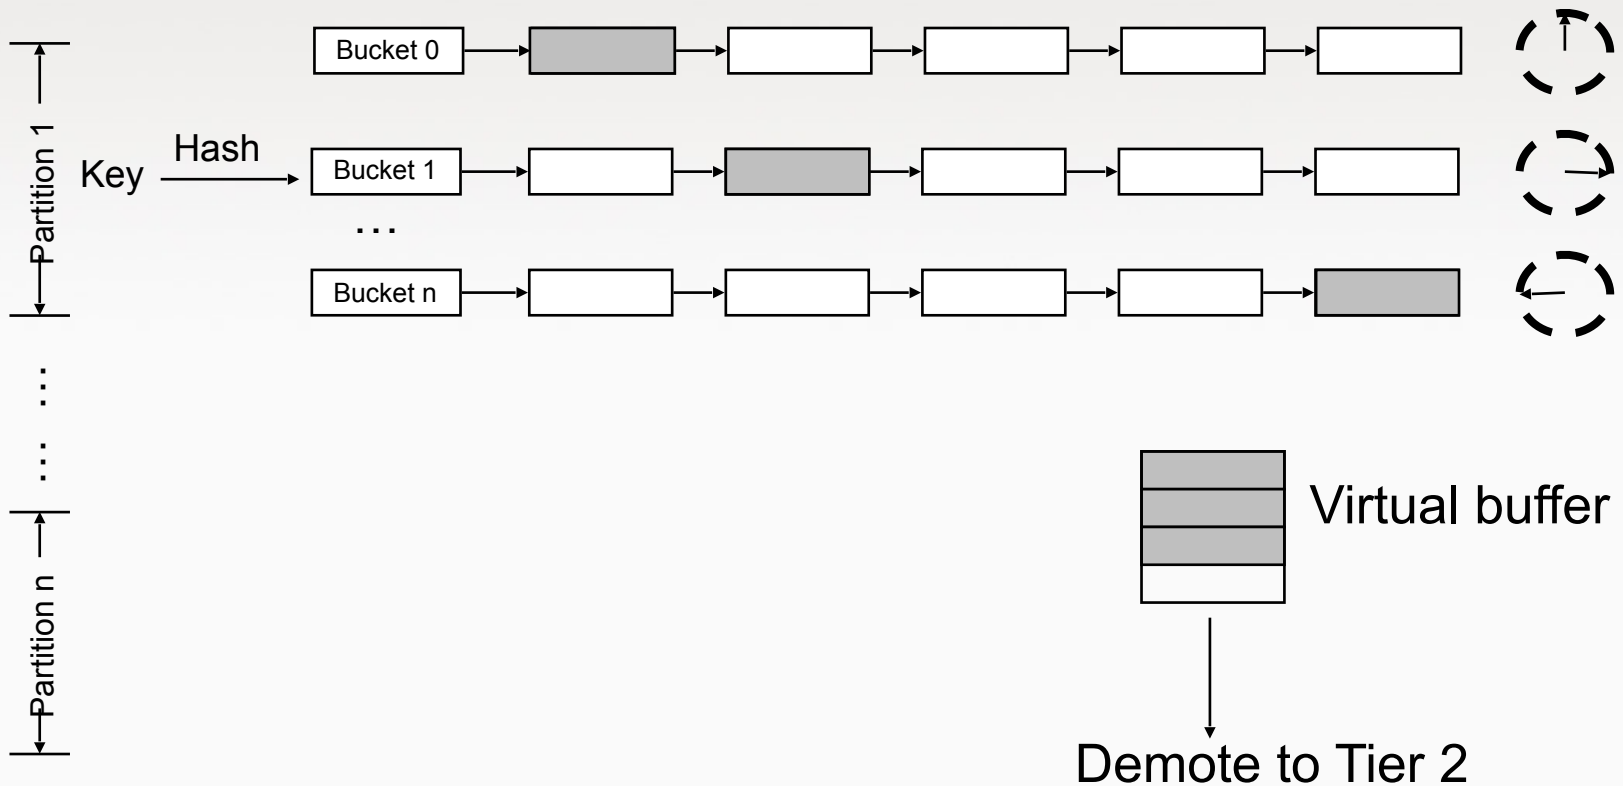 Bucket 0
Partition 1
Key
Hash
Bucket 1
...
Bucket n
... ...
Virtual buffer
Partition n
Demote to Tier 2